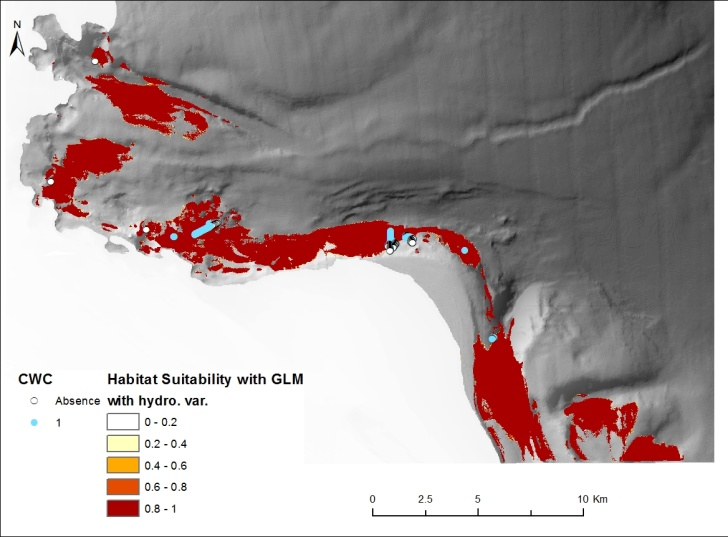 N
CWC
Absence
1
Habitat Suitability with GLM
with hydro. var.
0 - 0.2
0.2 - 0.4
0.4 - 0.6
0.6 - 0.8
0.8 - 1
0 2.5 5 10 Km